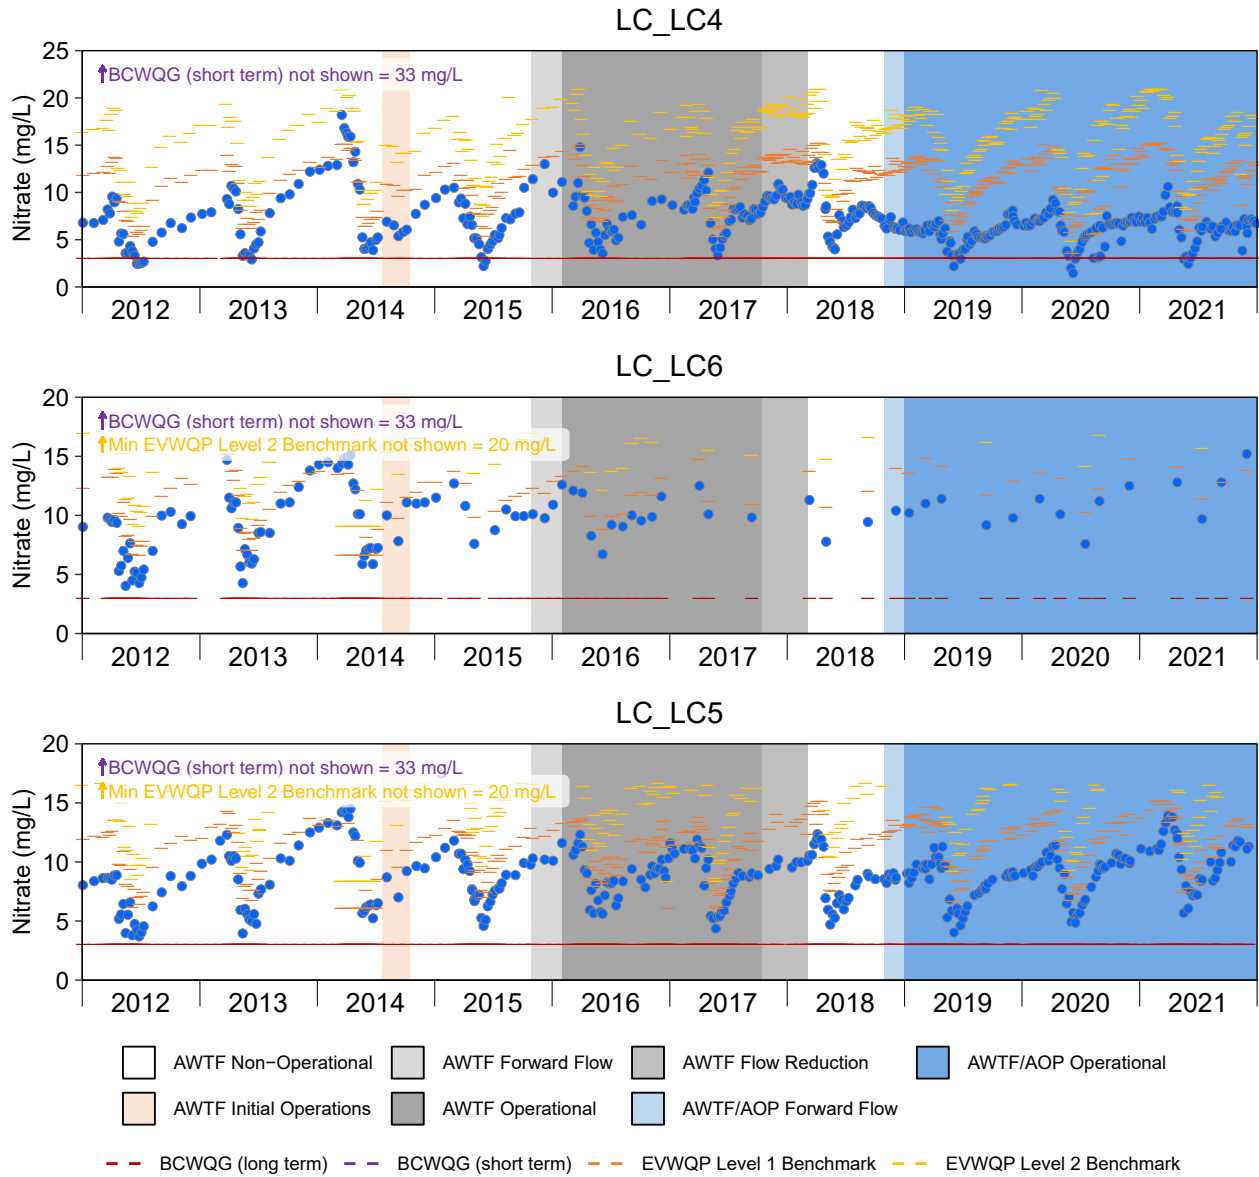 LC_LC4
Nitrate (mg/L)
25
20
15
10
5
0
BCWQG (short term) not shown = 33 mg/L
2012 2013 2014 2015 2016 2017 2018 2019 2020 2021
LC_LC6
Nitrate (mg/L)
20
15
10
5
0
BCWQG (short term) not shown = 33 mg/L
Min EVWQP Level 2 Benchmark not shown = 20 mg/L
2012 2013 2014 2015 2016 2017 2018 2019 2020 2021
LC_LC5
Nitrate (mg/L)
20
15
10
5
0
BCWQG (short term) not shown = 33 mg/L
Min EVWQP Level 2 Benchmark not shown = 20 mg/L
2012 2013 2014 2015 2016 2017 2018 2019 2020 2021
AWTF Non−Operational AWTF Forward Flow AWTF Flow Reduction AWTF/AOP Operational
AWTF Initial Operations AWTF Operational AWTF/AOP Forward Flow
BCWQG (long term) BCWQG (short term) EVWQP Level 1 Benchmark EVWQP Level 2 Benchmark